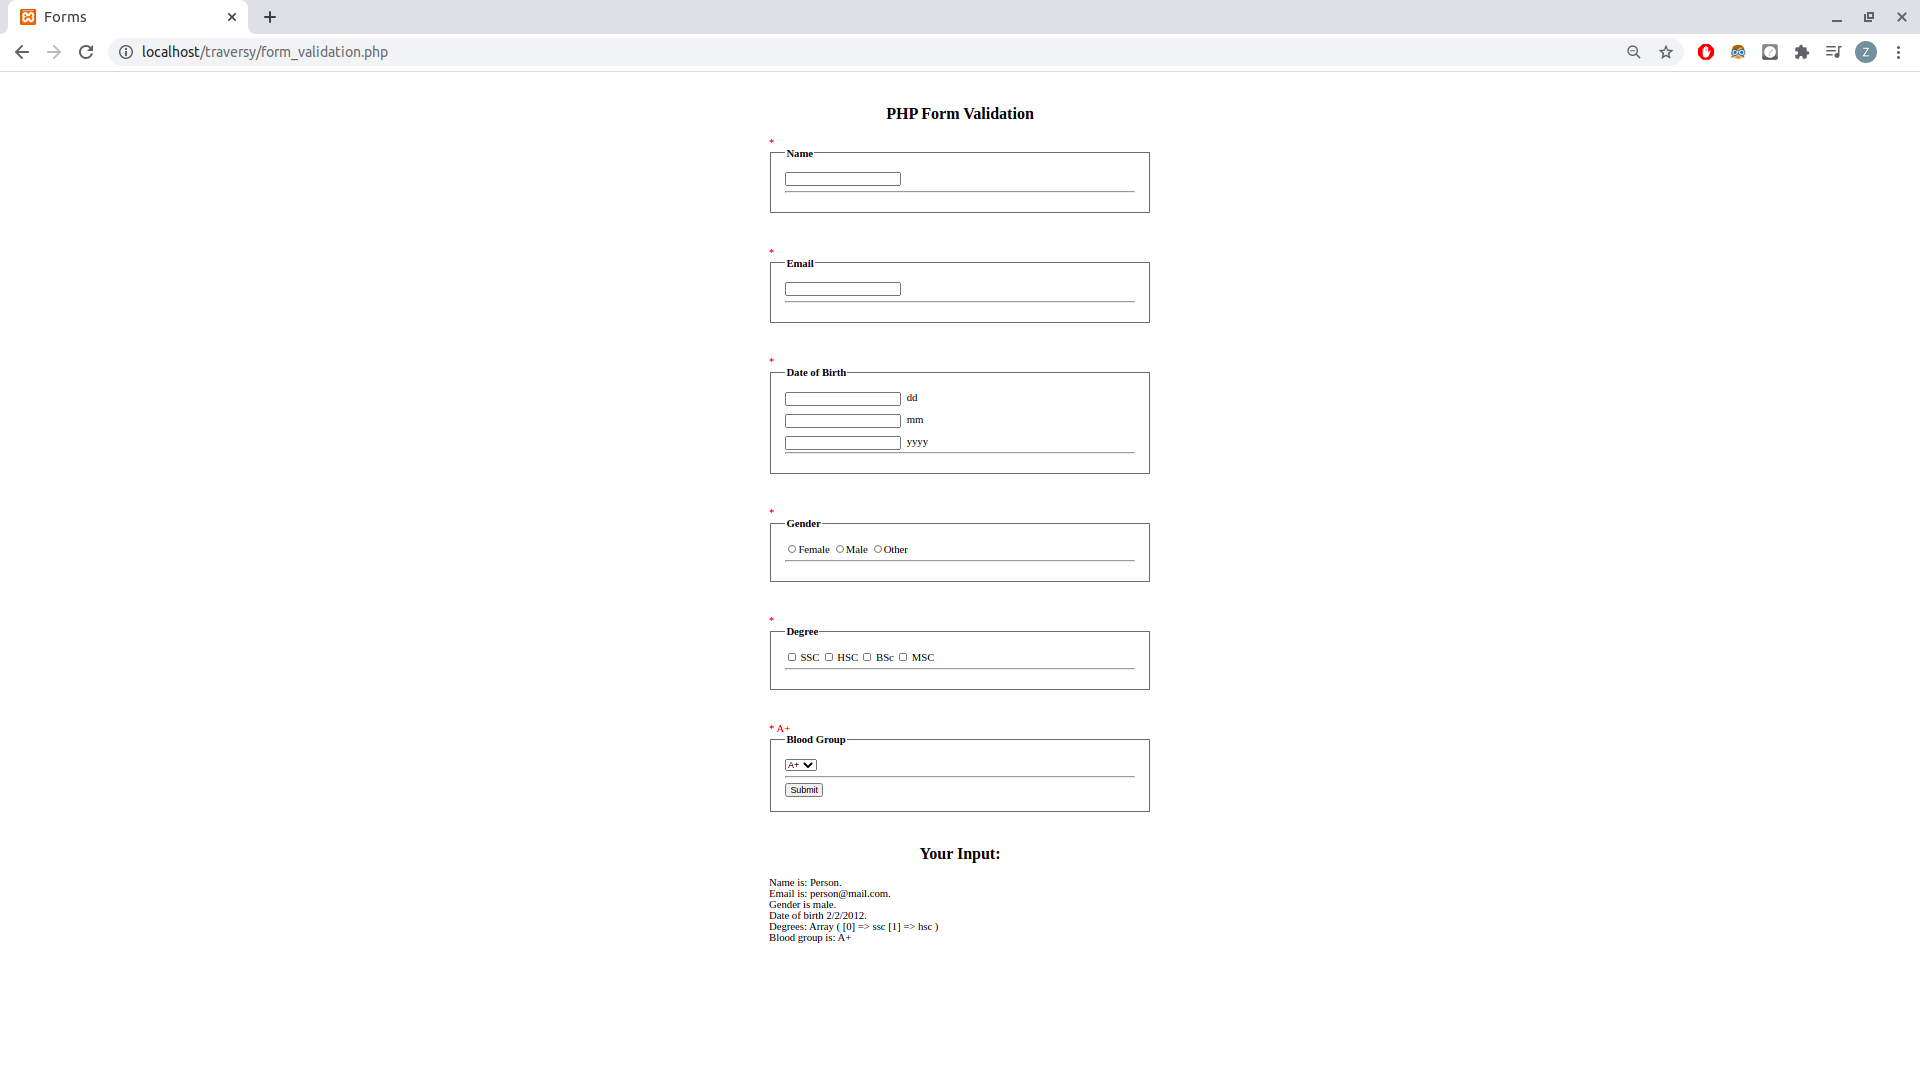 Forms
localhost/traversy/form_validation.php
Z
PHP Form Validation
*
Name
*
Email
*
Date of Birth
dd
mm
yyyy
*
Gender
Female Male Other
*
Degree
SSC HSC BSc MSC
* A+
Blood Group
A+
Submit
Your Input:
Name is: Person.
Email is: person@mail.com.
Gender is male.
Date of birth 2/2/2012.
Degrees: Array ( [0] => ssc [1] => hsc )
Blood group is: A+